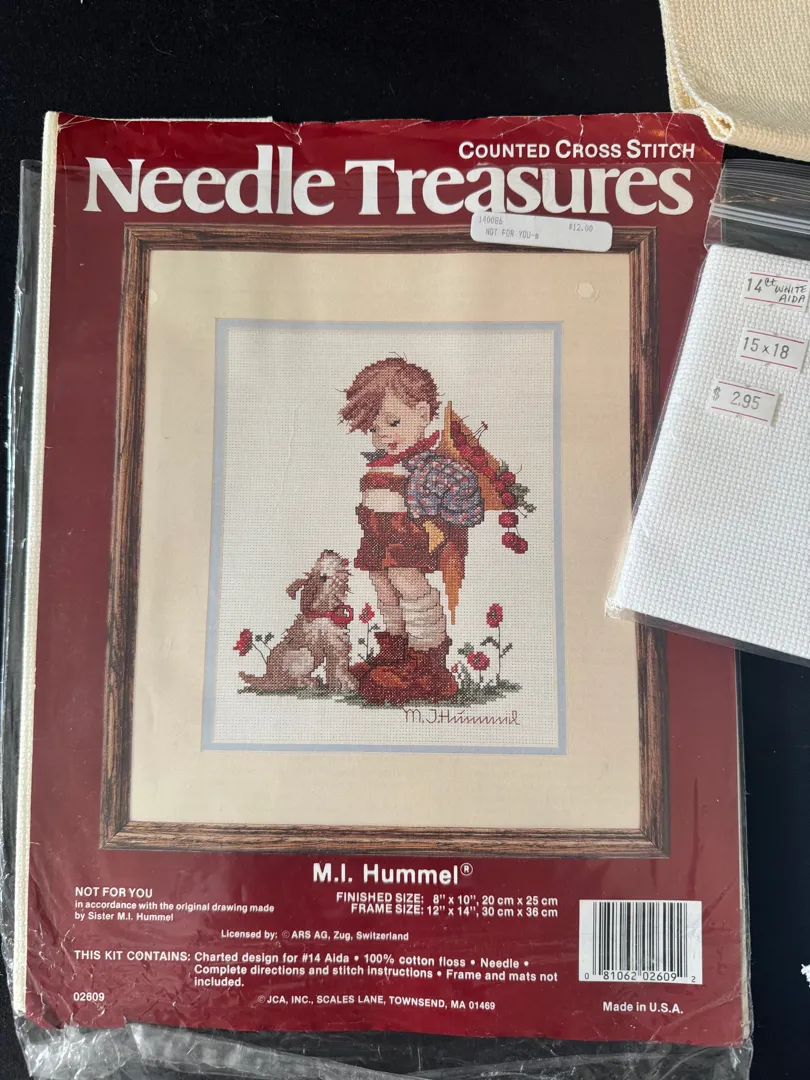 COUNTED CROSS STITCH
Needle Treasures
140086 $12.00
NOT FOR YOU-
14ct WHITE
AIDA
15 x 18
$ 2.95
M.I. Hummel
M.I. Hummel®
NOT FOR YOU
in accordance with the original drawing made
by Sister M.I. Hummel
FINISHED SIZE: 8" x 10", 20 cm x 25 cm
FRAME SIZE: 12" x 14", 30 cm x 36 cm
Licensed by: © ARS AG, Zug, Switzerland
THIS KIT CONTAINS: Charted design for #14 Aida • 100% cotton floss • Needle •
Complete directions and stitch instructions • Frame and mats not
included.
02609
© JCA, INC., SCALES LANE, TOWNSEND, MA 01469
0 81062 02609 2
Made in U.S.A.